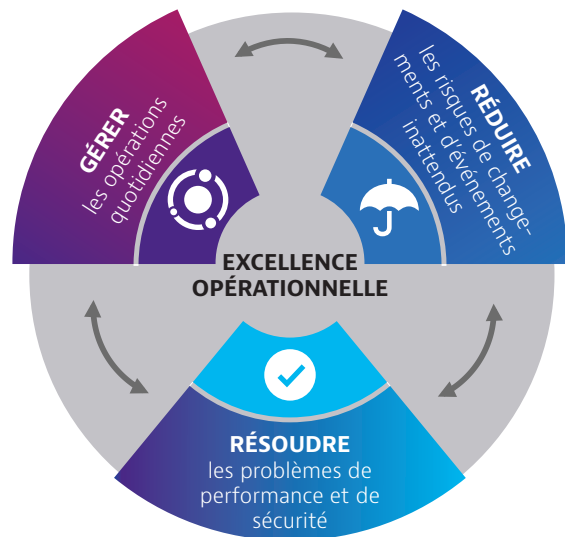 GÉRER
les opérations
quotidiennes
RÉDUIRE
les risques de change-
ments et d'événements
inattendus
EXCELLENCE
OPÉRATIONNELLE
RÉSOUDRE
les problèmes de
performance et de
sécurité